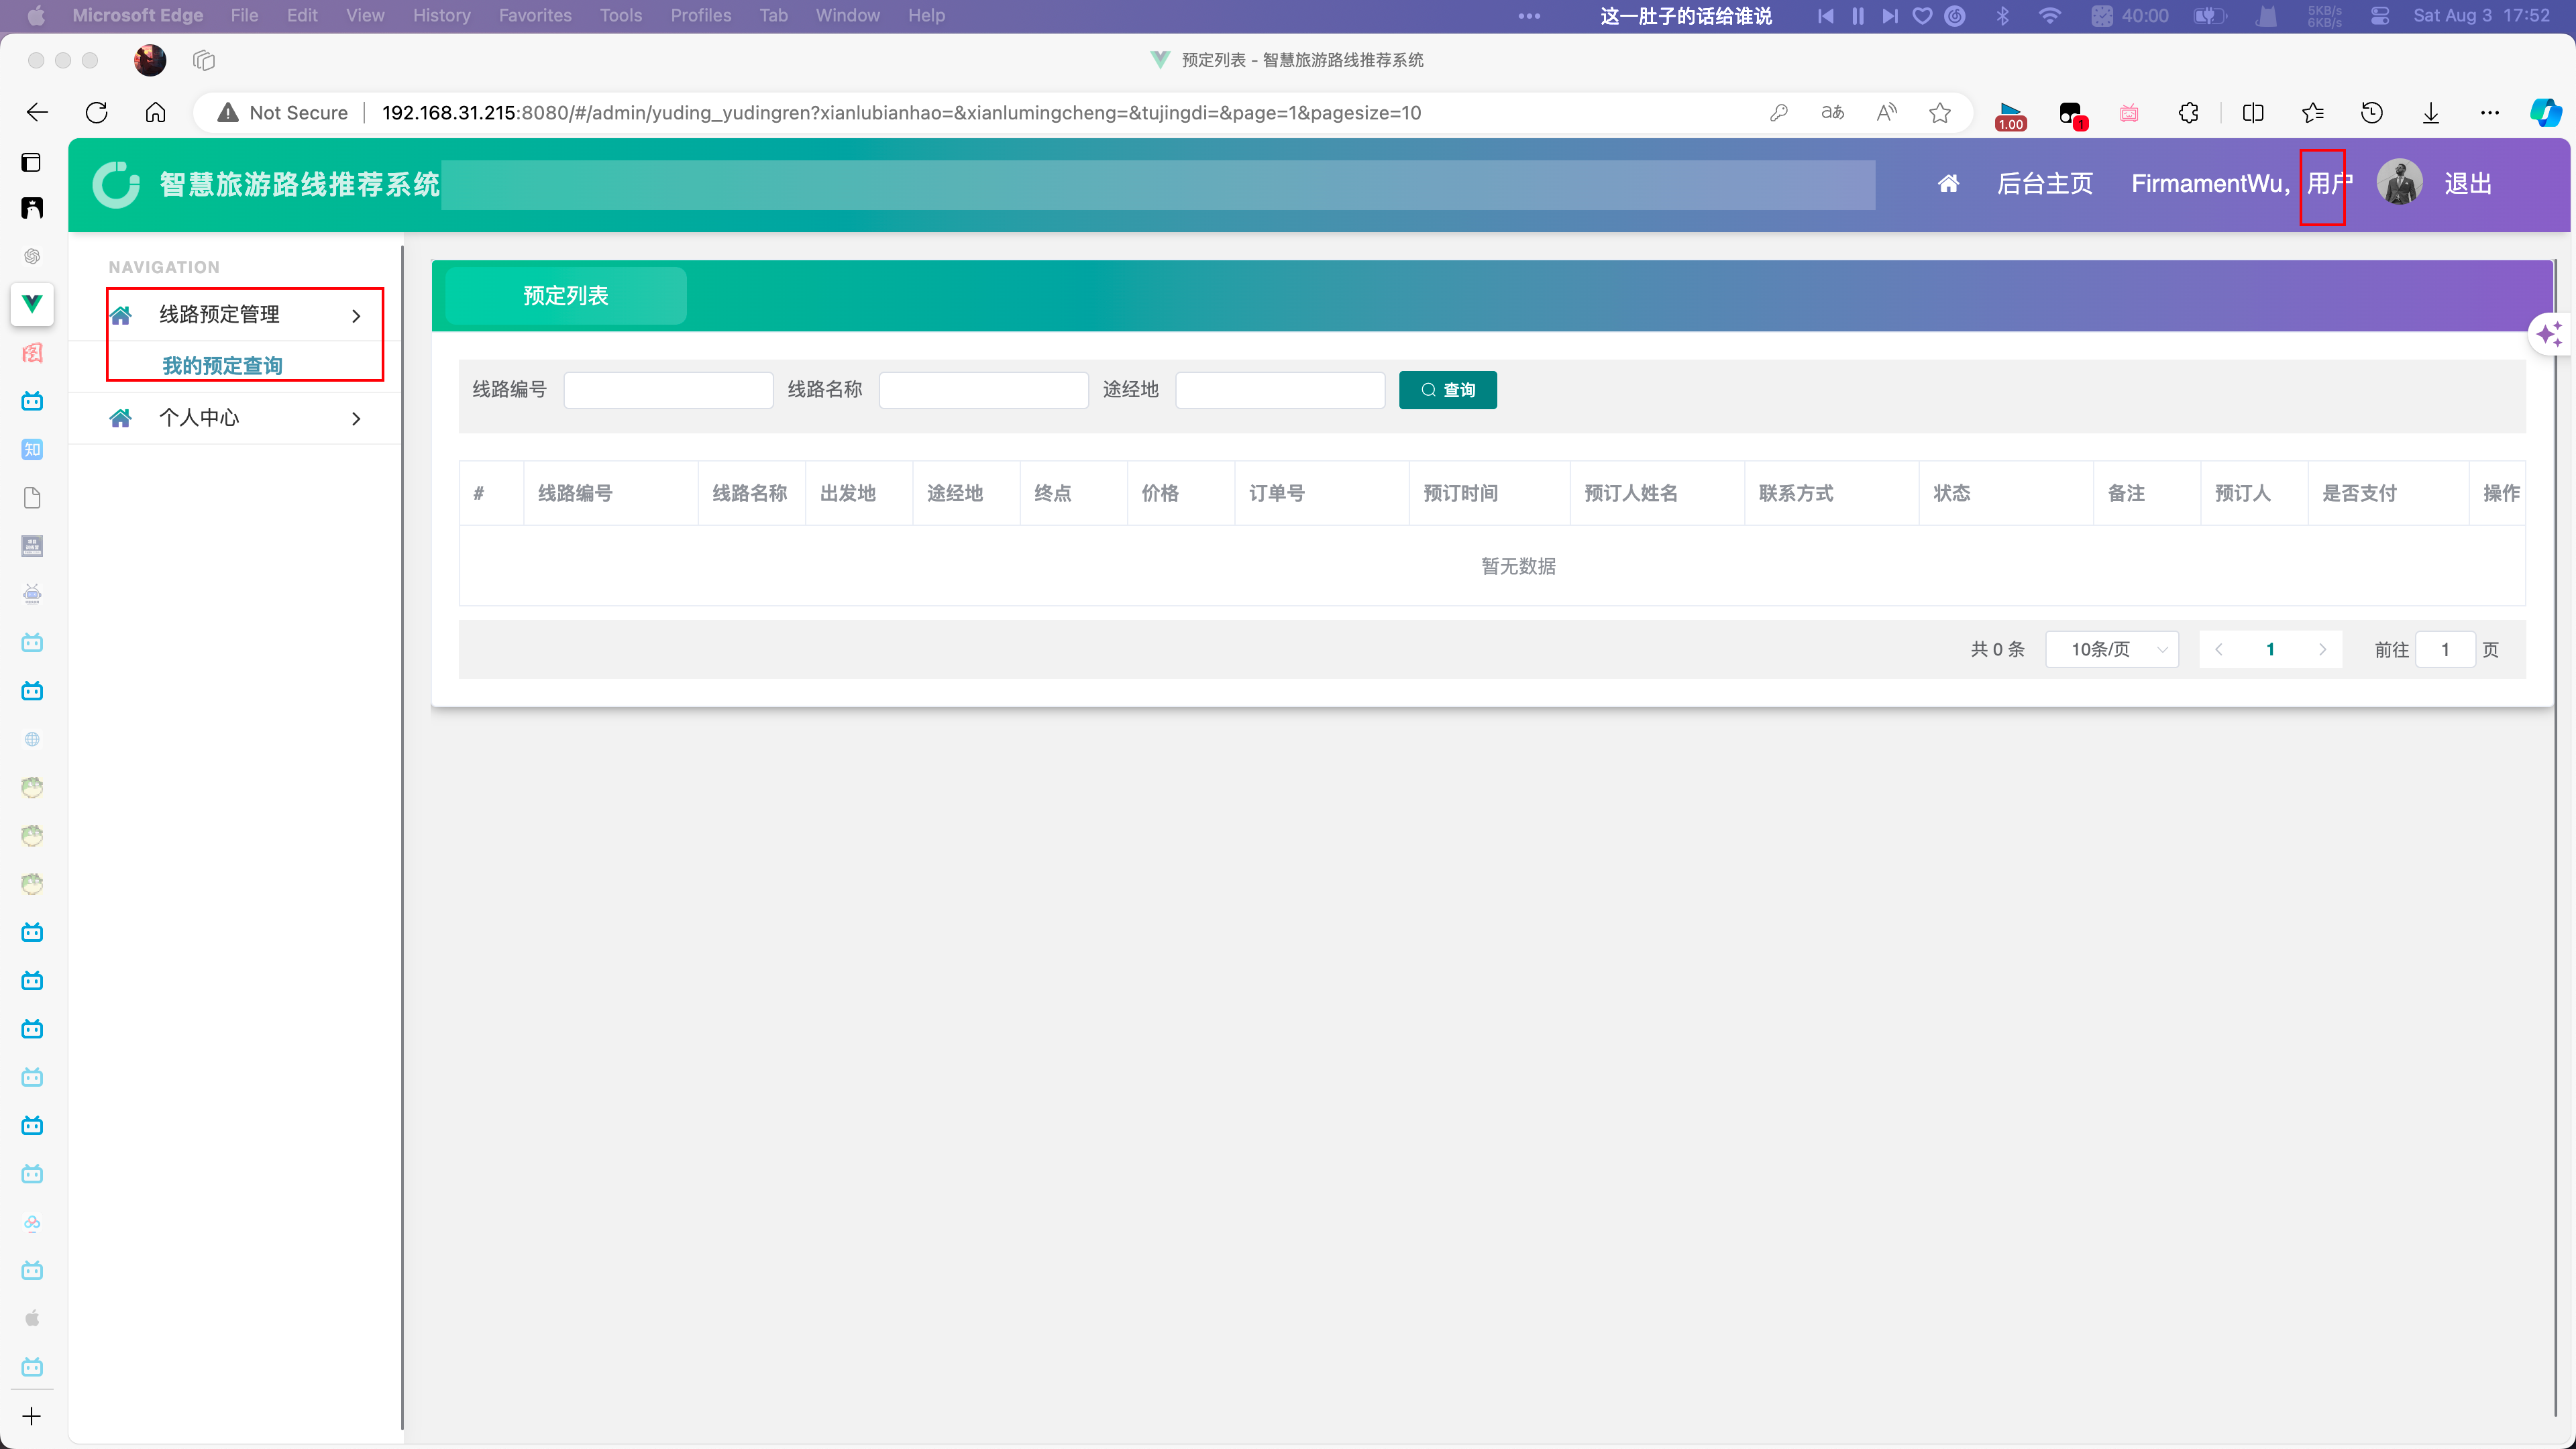 Microsoft Edge File Edit View History Favorites Tools Profiles Tab Window Help ••• 这一肚子的话给谁说 40:00 5KB/s 6KB/s Sat Aug 3 17:52
预定列表 - 智慧旅游路线推荐系统
Not Secure 192.168.31.215:8080/#/admin/yuding_yudingren?xianlubianhao=&xianlumingcheng=&tujingdi=&page=1&pagesize=10 aあ A 1.00 1
智慧旅游路线推荐系统 后台主页 FirmamentWu, 用户 退出
NAVIGATION
线路预定管理
我的预定查询
个人中心
图
知
预定列表
线路编号 线路名称 途经地 查询
# 线路编号 线路名称 出发地 途经地 终点 价格 订单号 预订时间 预订人姓名 联系方式 状态 备注 预订人 是否支付 操作
暂无数据
共 0 条 10条/页 1 前往 1 页